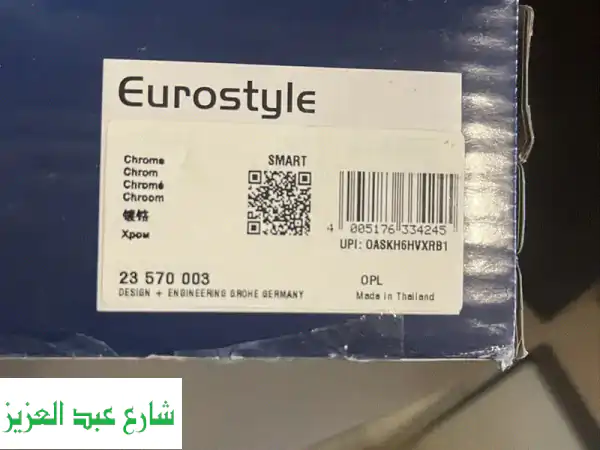 Eurostyle
Chrome
Chrom
Chromé
Chroom
镀铬
Хром
SMART
4 005176 334245
UPI: OASKH6HVXRB1
23 570 003
OPL
DESIGN + ENGINEERING GROHE GERMANY
Made in Thailand
شارع عبد العزيز